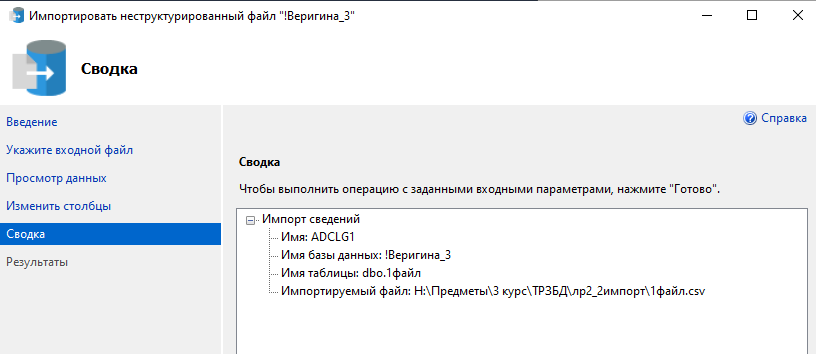 Импортировать неструктурированный файл "!Веригина_3"
Сводка
Справка
Введение
Укажите входной файл
Просмотр данных
Изменить столбцы
Сводка
Результаты
Сводка
Чтобы выполнить операцию с заданными входными параметрами, нажмите "Готово".
Импорт сведений
Имя: ADCLG1
Имя базы данных: !Веригина_3
Имя таблицы: dbo.1файл
Импортируемый файл: H:\Предметы\3 курс\ТРЗБД\лр2_2импорт\1файл.csv